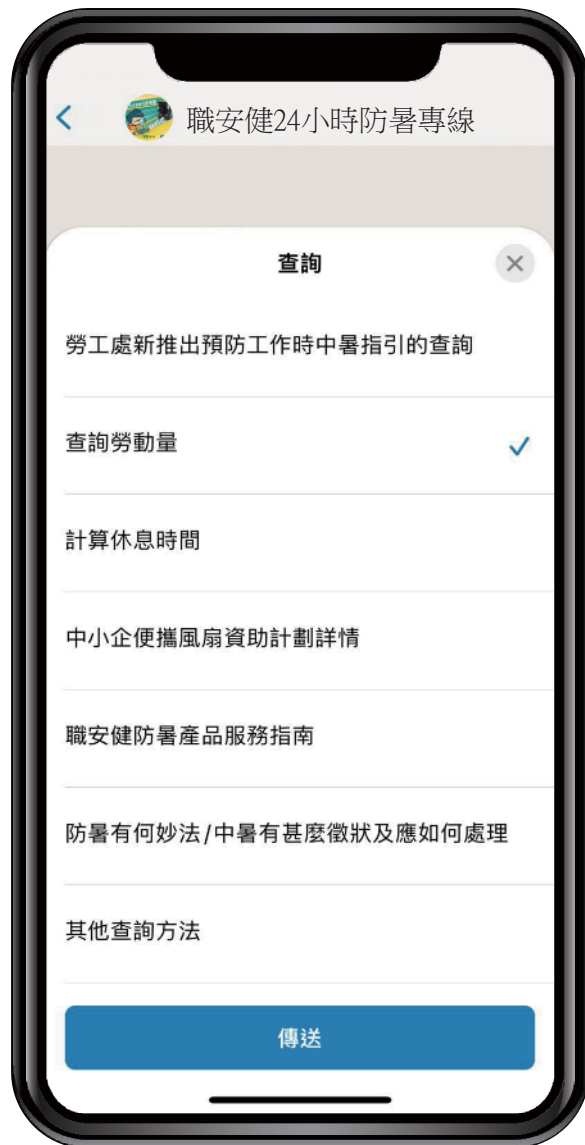 職安健24小時防暑專線
查詢
勞工處新推出預防工作時中暑指引的查詢
查詢勞動量
計算休息時間
中小企便攜風扇資助計劃詳情
職安健防暑產品服務指南
防暑有何妙法/中暑有甚麼徵狀及應如何處理
其他查詢方法
傳送